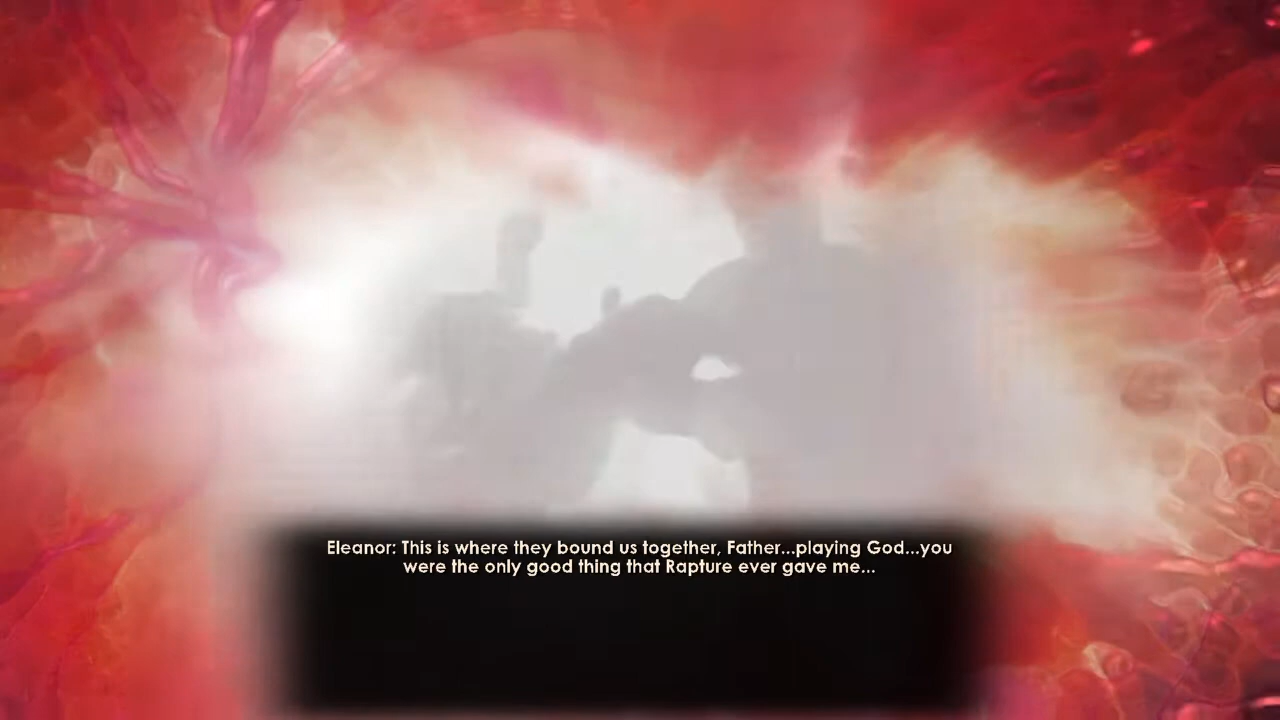 Eleanor: This is where they bound us together, Father...playing God...you
were the only good thing that Rapture ever gave me...